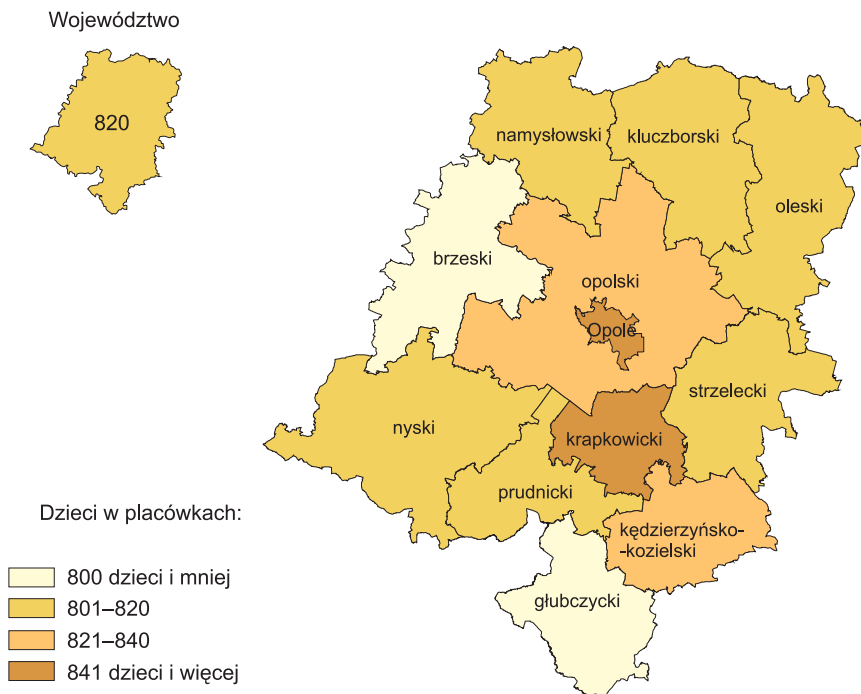 Województwo
820
namysłowski
kluczborski
oleski
brzeski
opolski
Opole
strzelecki
nyski
krapkowicki
prudnicki
kędzierzyńsko-
-kozielski
głubczycki
Dzieci w placówkach:
800 dzieci i mniej
801–820
821–840
841 dzieci i więcej